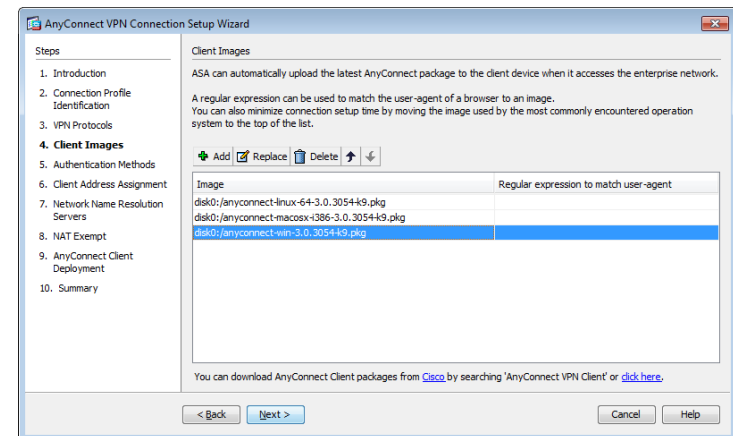 AnyConnect VPN Connection Setup Wizard
Steps
1. Introduction
2. Connection Profile
Identification
3. VPN Protocols
4. Client Images
5. Authentication Methods
6. Client Address Assignment
7. Network Name Resolution
Servers
8. NAT Exempt
9. AnyConnect Client
Deployment
10. Summary
Client Images
ASA can automatically upload the latest AnyConnect package to the client device when it accesses the enterprise network.
A regular expression can be used to match the user-agent of a browser to an image.
You can also minimize connection setup time by moving the image used by the most commonly encountered operation
system to the top of the list.
Add Replace Delete
Image Regular expression to match user-agent
disk0:/anyconnect-linux-64-3.0.3054-k9.pkg
disk0:/anyconnect-macosx-i386-3.0.3054-k9.pkg
disk0:/anyconnect-win-3.0.3054-k9.pkg
You can download AnyConnect Client packages from Cisco by searching 'AnyConnect VPN Client' or click here.
< Back Next > Cancel Help